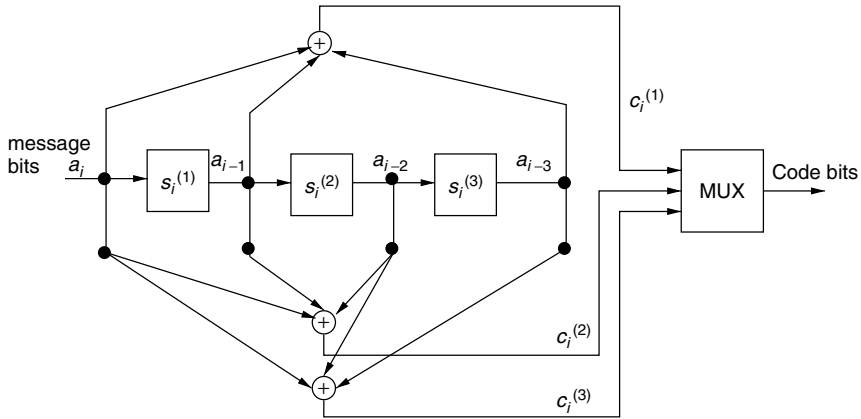 +
c_i^(1)
message
bits
a_i
a_{i–1}
a_{i–2}
a_{i–3}
s_i^(1)
s_i^(2)
s_i^(3)
MUX
Code bits
+
c_i^(2)
+
c_i^(3)